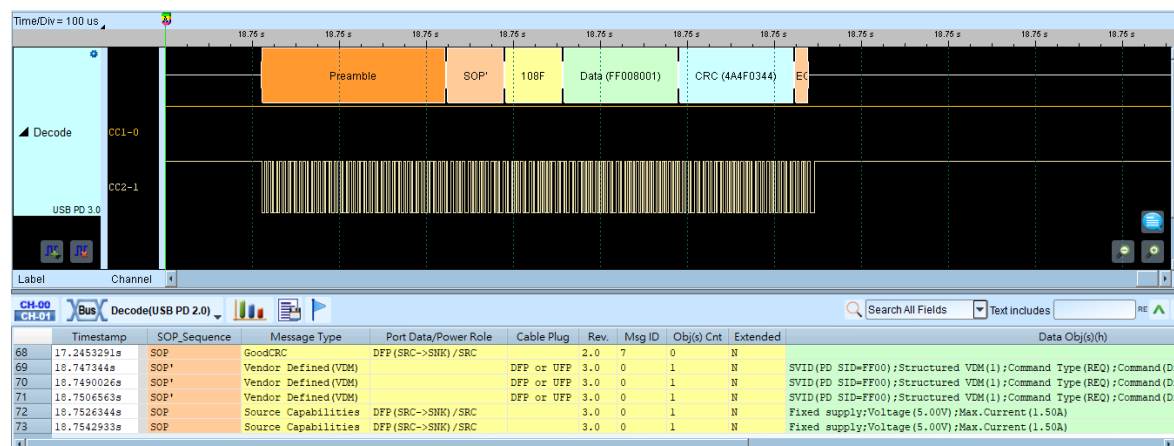 Time/Div = 100 us
18.75 s 18.75 s 18.75 s 18.75 s 18.75 s 18.75 s 18.75 s 18.75 s 18.75 s 18.75 s 18.75 s
Preamble SOP' 108F Data (FF008001) CRC (4A4F0344) EO
Decode CC1-0
CC2-1
USB PD 3.0
Label Channel
CH-00
CH-01
Bus Decode(USB PD 2.0) Search All Fields Text includes RE
Timestamp SOP_Sequence Message Type Port Data/Power Role Cable Plug Rev. Msg ID Obj(s) Cnt Extended Data Obj(s)(h)
68 17.2453291s SOP GoodCRC DFP(SRC->SNK)/SRC 2.0 7 0 N
69 18.747344s SOP' Vendor Defined(VDM) DFP or UFP 3.0 0 1 N SVID(PD SID=FF00);Structured VDM(1);Command Type(REQ);Command(D
70 18.7490026s SOP' Vendor Defined(VDM) DFP or UFP 3.0 0 1 N SVID(PD SID=FF00);Structured VDM(1);Command Type(REQ);Command(D
71 18.7506563s SOP' Vendor Defined(VDM) DFP or UFP 3.0 0 1 N SVID(PD SID=FF00);Structured VDM(1);Command Type(REQ);Command(D
72 18.7526344s SOP Source Capabilities DFP(SRC->SNK)/SRC 3.0 0 1 N Fixed supply;Voltage(5.00V);Max.Current(1.50A)
73 18.7542933s SOP Source Capabilities DFP(SRC->SNK)/SRC 3.0 0 1 N Fixed supply;Voltage(5.00V);Max.Current(1.50A)